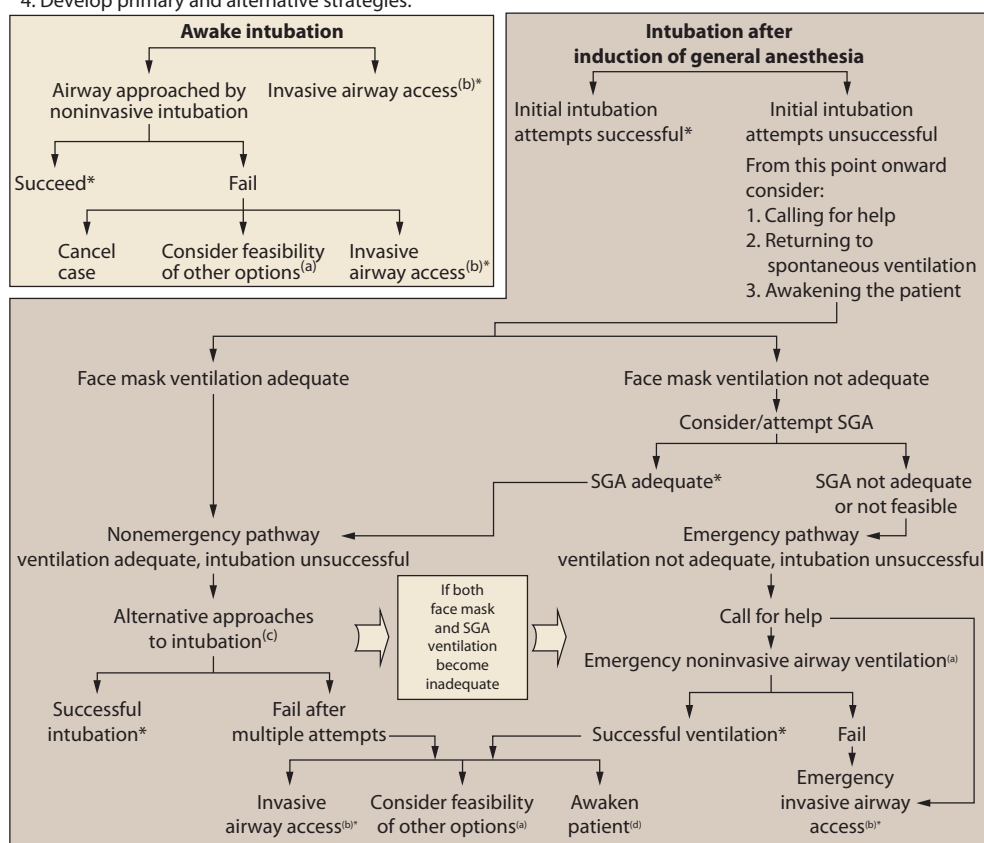 4. Develop primary and alternative strategies:
Awake intubation
Airway approached by
noninvasive intubation
Invasive airway access(b)*
Succeed*
Fail
Cancel
case
Consider feasibility
of other options(a)
Invasive
airway access(b)*
Intubation after
induction of general anesthesia
Initial intubation
attempts successful*
Initial intubation
attempts unsuccessful
From this point onward
consider:
1. Calling for help
2. Returning to
spontaneous ventilation
3. Awakening the patient
Face mask ventilation adequate
Face mask ventilation not adequate
Consider/attempt SGA
SGA adequate*
SGA not adequate
or not feasible
Nonemergency pathway
ventilation adequate, intubation unsuccessful
Emergency pathway
ventilation not adequate, intubation unsuccessful
Alternative approaches
to intubation(c)
If both
face mask
and SGA
ventilation
become
inadequate
Call for help
Emergency noninvasive airway ventilation(a)
Successful
intubation*
Fail after
multiple attempts
Successful ventilation*
Fail
Invasive
airway access(b)*
Consider feasibility
of other options(a)
Awaken
patient(d)
Emergency
invasive airway
access(b)*